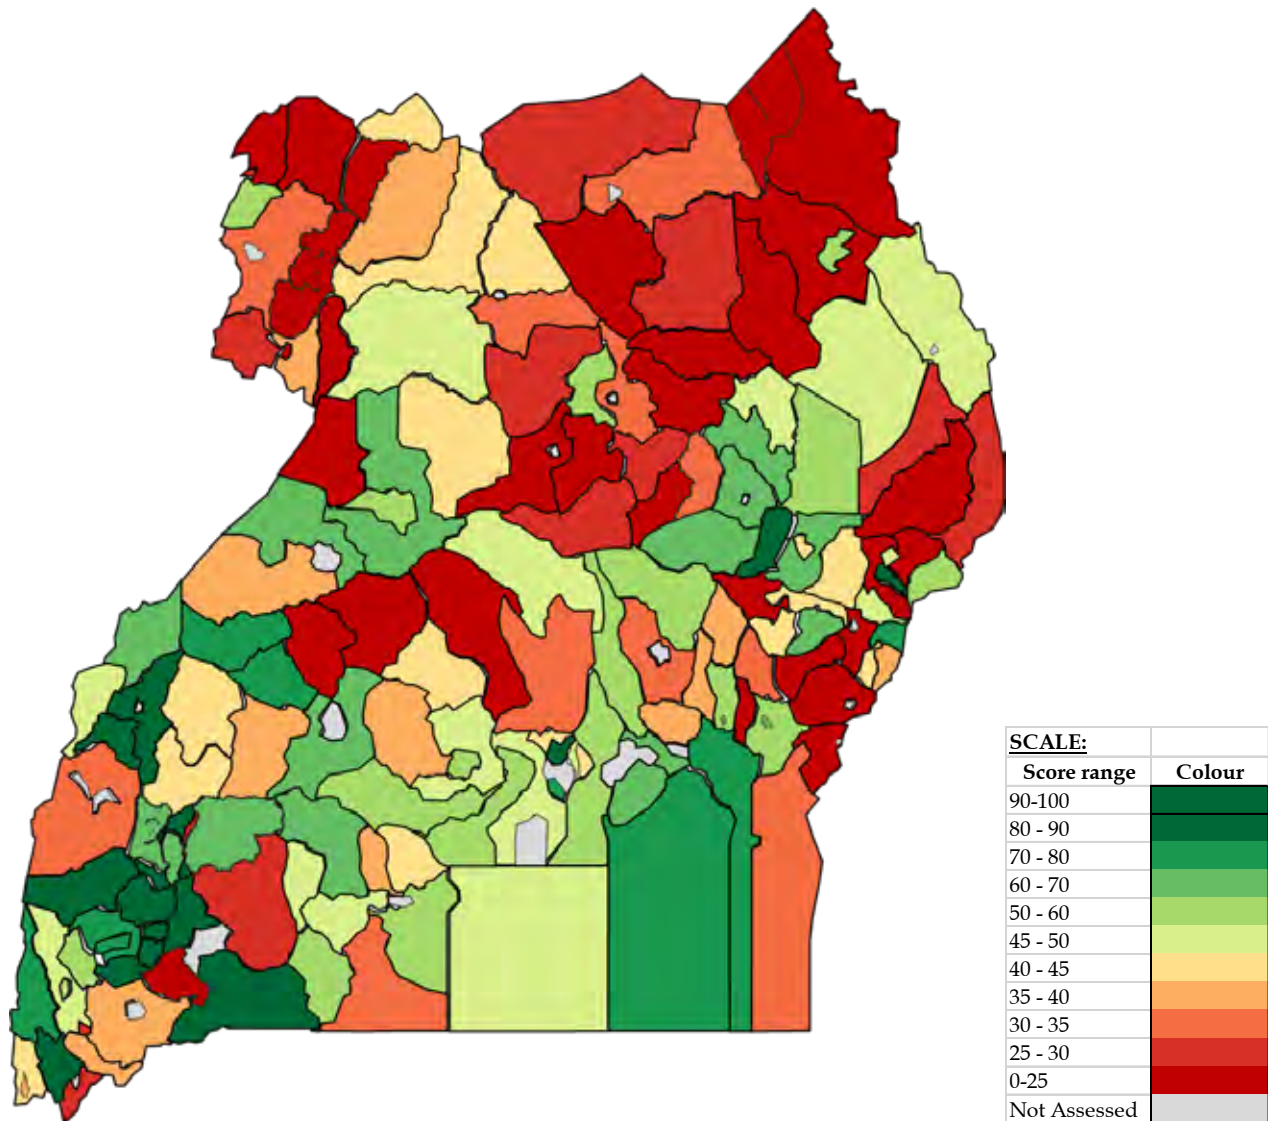 SCALE:
Score range Colour
90-100
80 - 90
70 - 80
60 - 70
50 - 60
45 - 50
40 - 45
35 - 40
30 - 35
25 - 30
0-25
Not Assessed